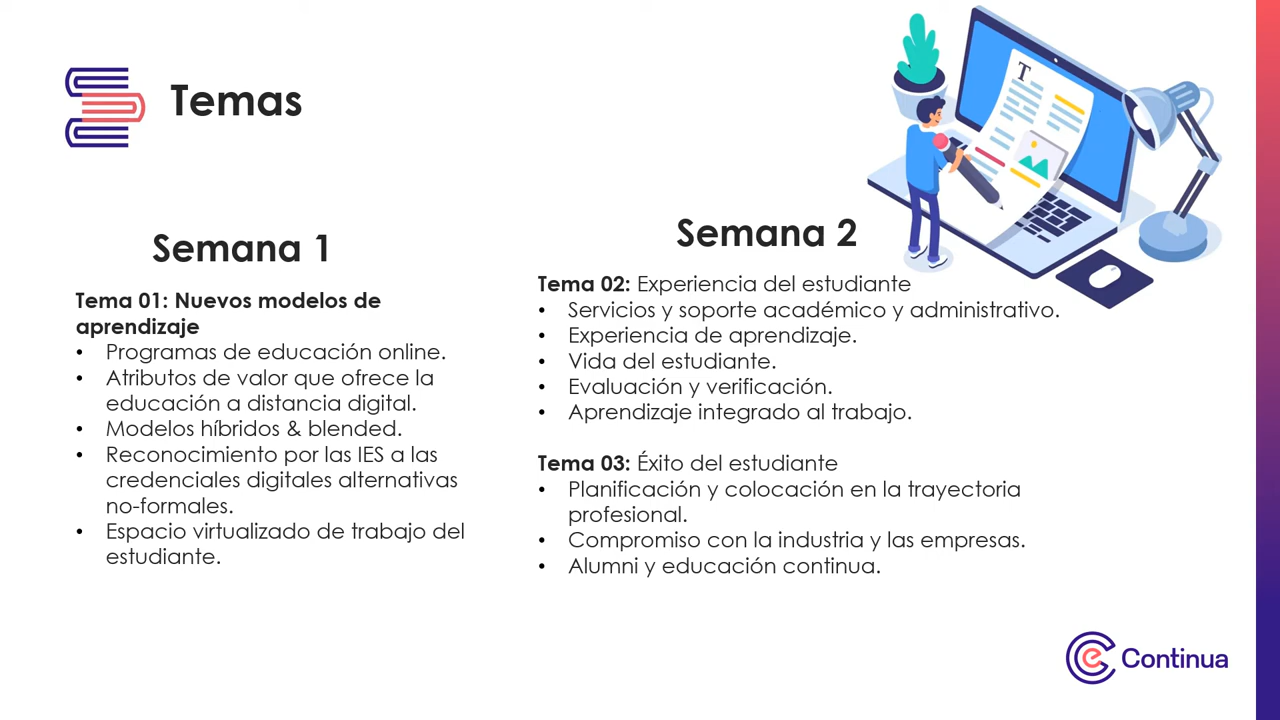 Temas
Semana 1
Tema 01: Nuevos modelos de
aprendizaje
• Programas de educación online.
• Atributos de valor que ofrece la
educación a distancia digital.
• Modelos híbridos & blended.
• Reconocimiento por las IES a las
credenciales digitales alternativas
no-formales.
• Espacio virtualizado de trabajo del
estudiante.
Semana 2
Tema 02: Experiencia del estudiante
• Servicios y soporte académico y administrativo.
• Experiencia de aprendizaje.
• Vida del estudiante.
• Evaluación y verificación.
• Aprendizaje integrado al trabajo.
Tema 03: Éxito del estudiante
• Planificación y colocación en la trayectoria
profesional.
• Compromiso con la industria y las empresas.
• Alumni y educación continua.
T
e Continua